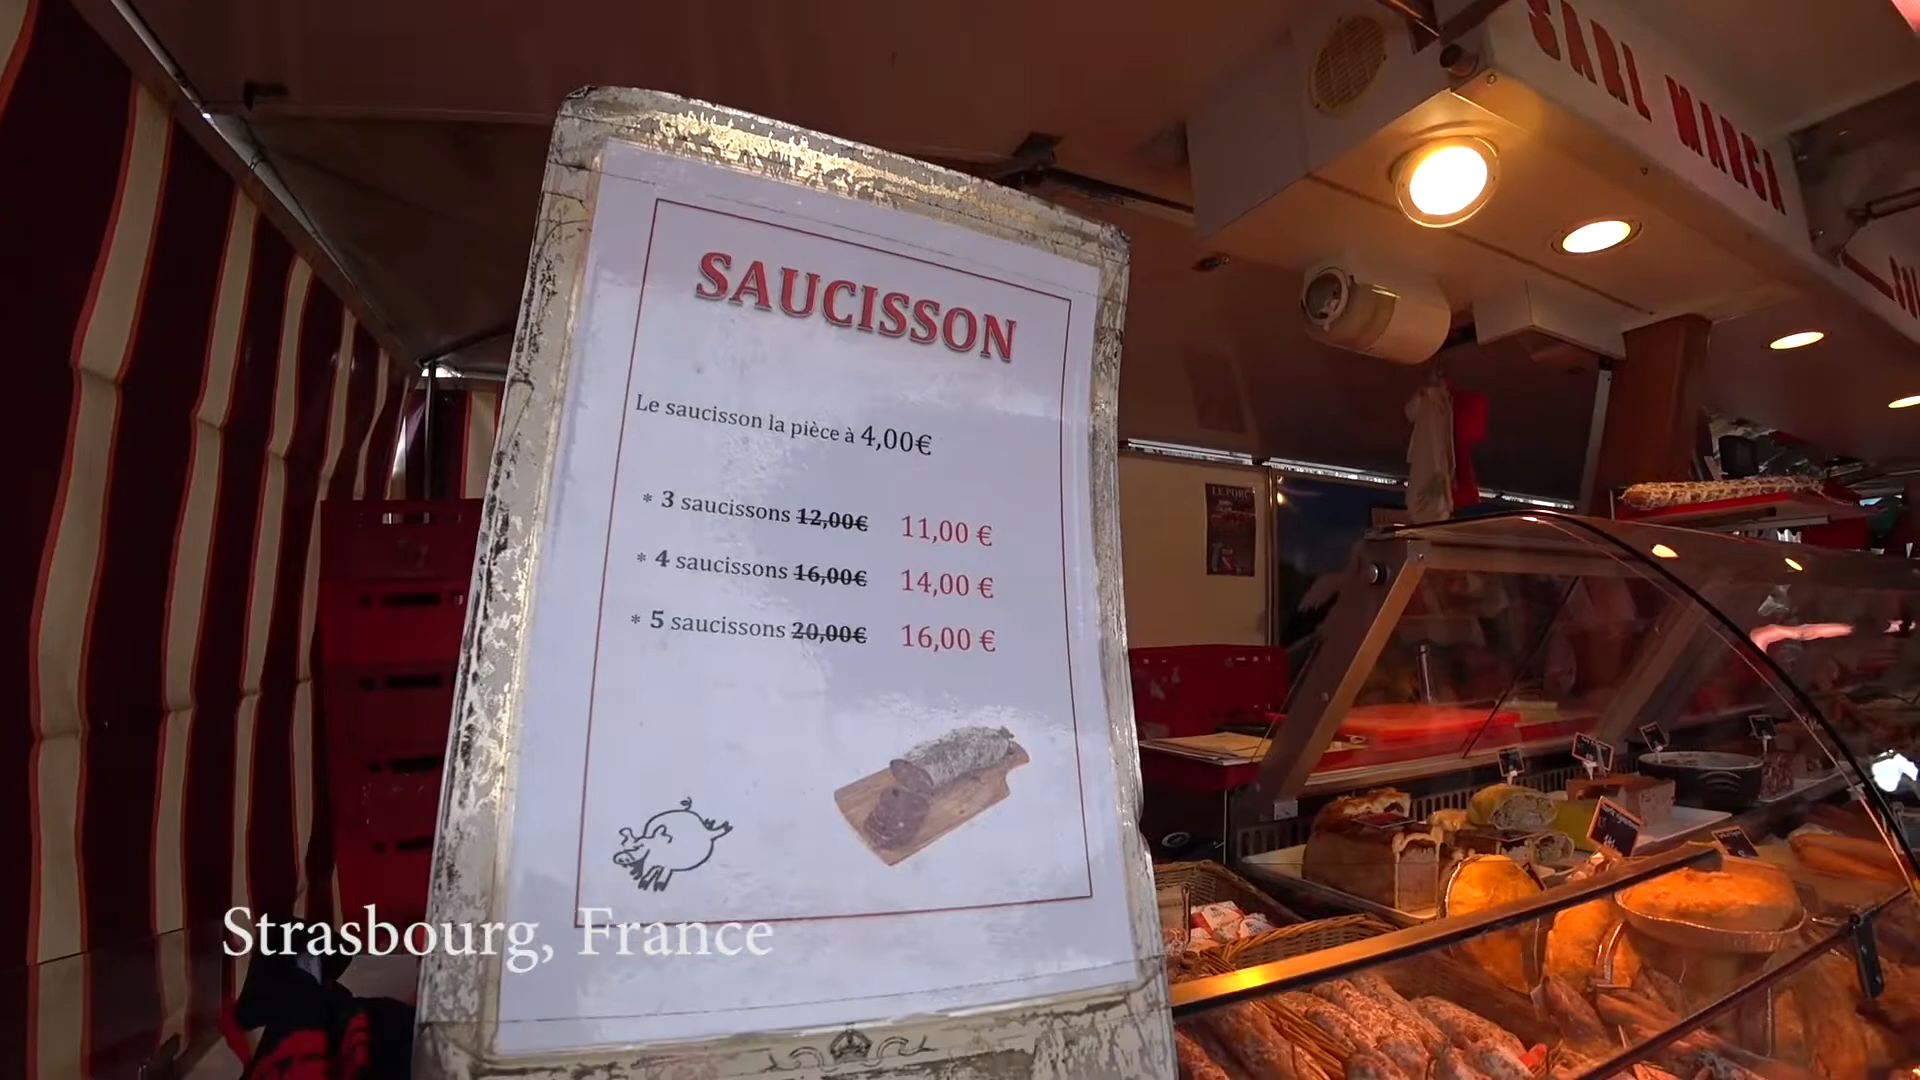 SARL MARCA
SAUCISSON
Le saucisson la pièce à 4,00€
* 3 saucissons 12,00€ 11,00 €
* 4 saucissons 16,00€ 14,00 €
* 5 saucissons 20,00€ 16,00 €
LE PORC
Strasbourg, France